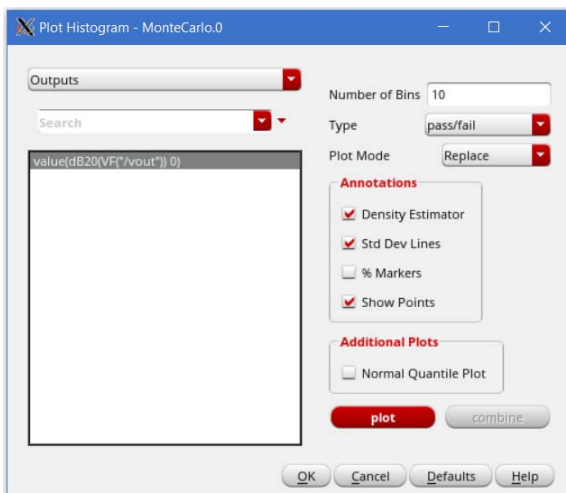 Plot Histogram - MonteCarlo.0
Outputs
Search
value(dB20(VF("/vout")) 0)
Number of Bins 10
Type pass/fail
Plot Mode Replace
Annotations
Density Estimator
Std Dev Lines
% Markers
Show Points
Additional Plots
Normal Quantile Plot
plot combine
OK Cancel Defaults Help